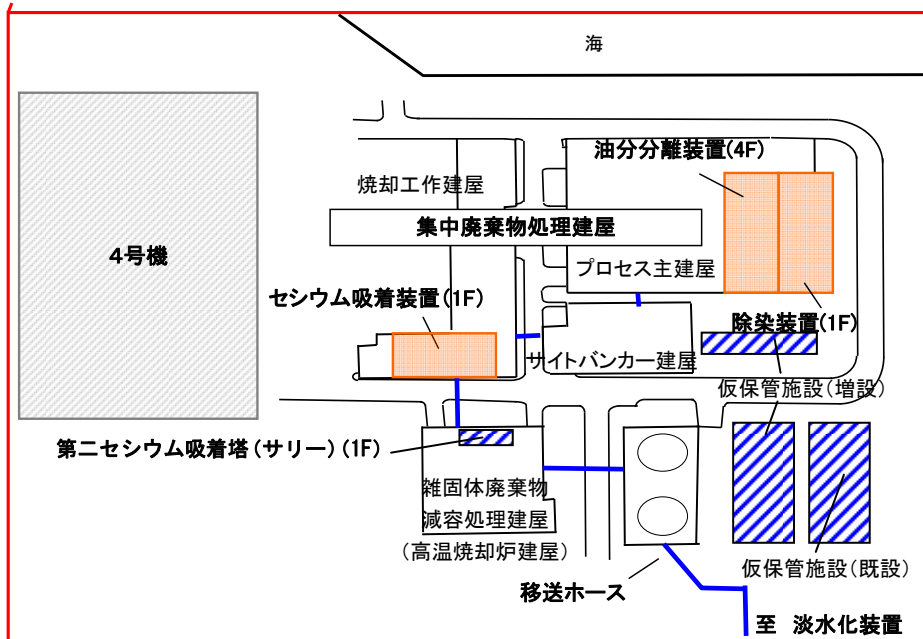 海
油分分離装置(4F)
焼却工作建屋
集中廃棄物処理建屋
4号機
プロセス主建屋
セシウム吸着装置(1F)
除染装置(1F)
サイトバンカー建屋
仮保管施設(増設)
第二セシウム吸着塔(サリー)(1F)
雑固体廃棄物
減容処理建屋
(高温焼却炉建屋)
仮保管施設(既設)
移送ホース
至 淡水化装置